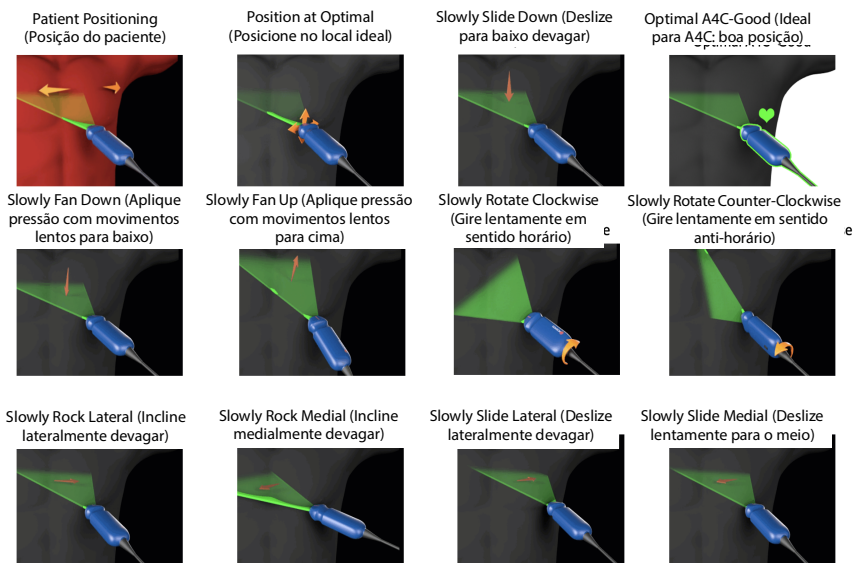 Patient Positioning
(Posição do paciente)
Position at Optimal
(Posicione no local ideal)
Slowly Slide Down (Deslize
para baixo devagar)
Optimal A4C-Good (Ideal
para A4C: boa posição)
Slowly Fan Down (Aplique
pressão com movimentos
lentos para baixo)
Slowly Fan Up (Aplique pressão
com movimentos lentos
para cima)
Slowly Rotate Clockwise
(Gire lentamente em
sentido horário)
e
Slowly Rotate Counter-Clockwise
(Gire lentamente em sentido
anti-horário)
se
Slowly Rock Lateral (Incline
lateralmente devagar)
Slowly Rock Medial (Incline
medialmente devagar)
Slowly Slide Lateral (Deslize
lateralmente devagar)
Slowly Slide Medial (Deslize
lentamente para o meio)